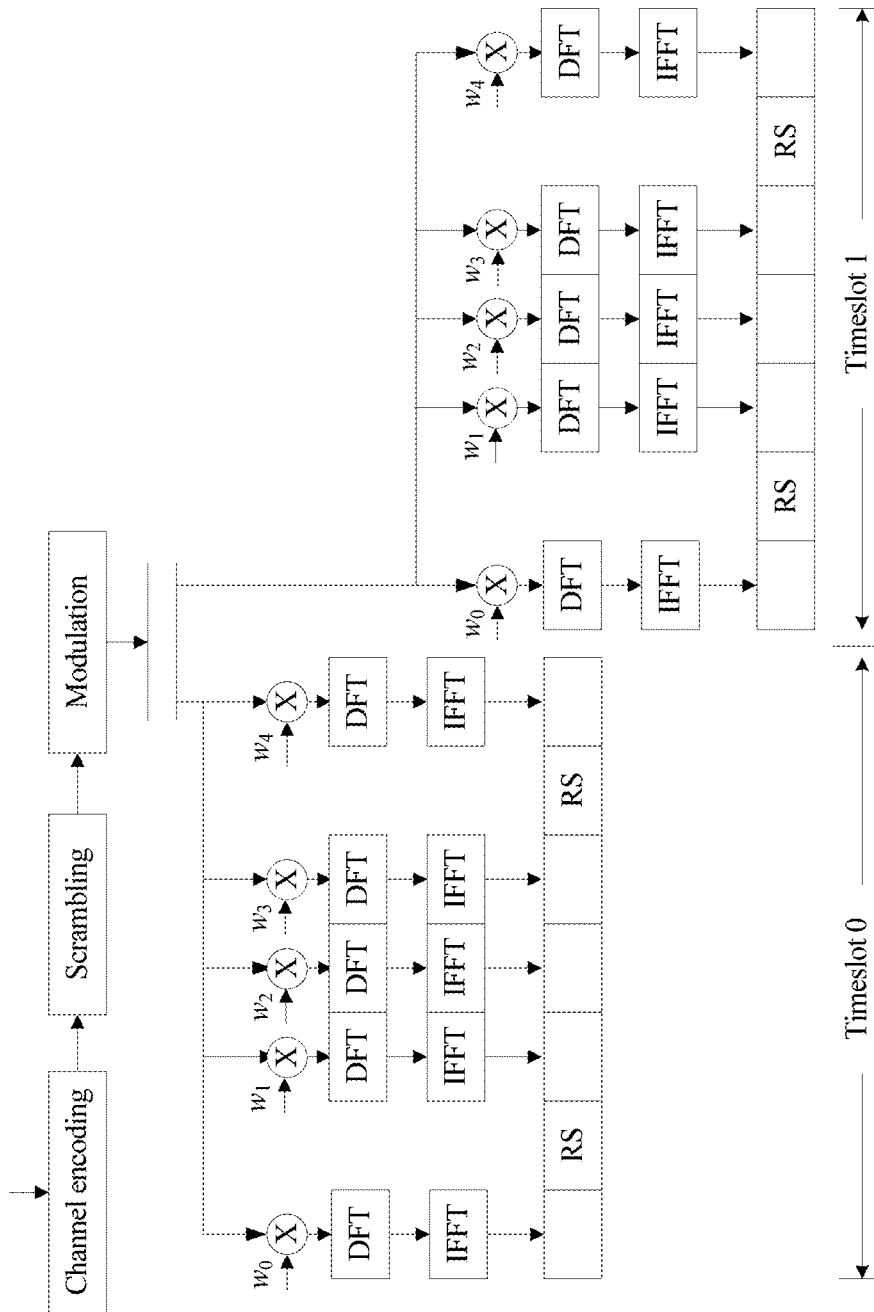 Channel encoding
Scrambling
Modulation
w0
w1
w2
w3
w4
DFT
DFT
DFT
DFT
DFT
IFFT
IFFT
IFFT
IFFT
IFFT
RS
RS
Timeslot 0
w0
w1
w2
w3
w4
DFT
DFT
DFT
DFT
DFT
IFFT
IFFT
IFFT
IFFT
IFFT
RS
RS
Timeslot 1
X
X
X
X
X
X
X
X
X
X